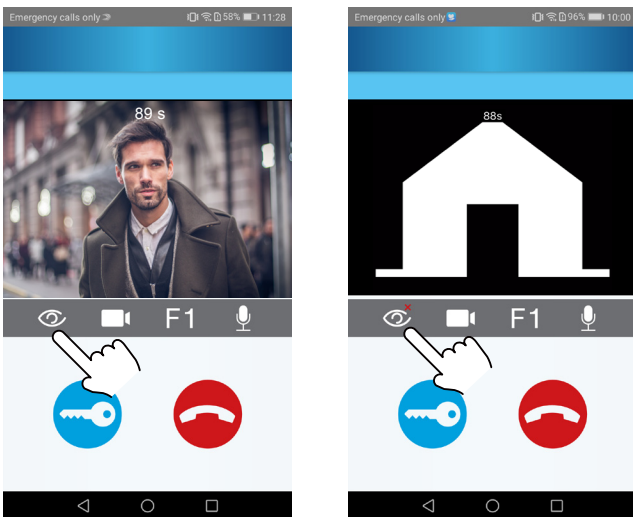 Emergency calls only 58% 11:28
89 s
F1
Emergency calls only 96% 10:00
88s
F1